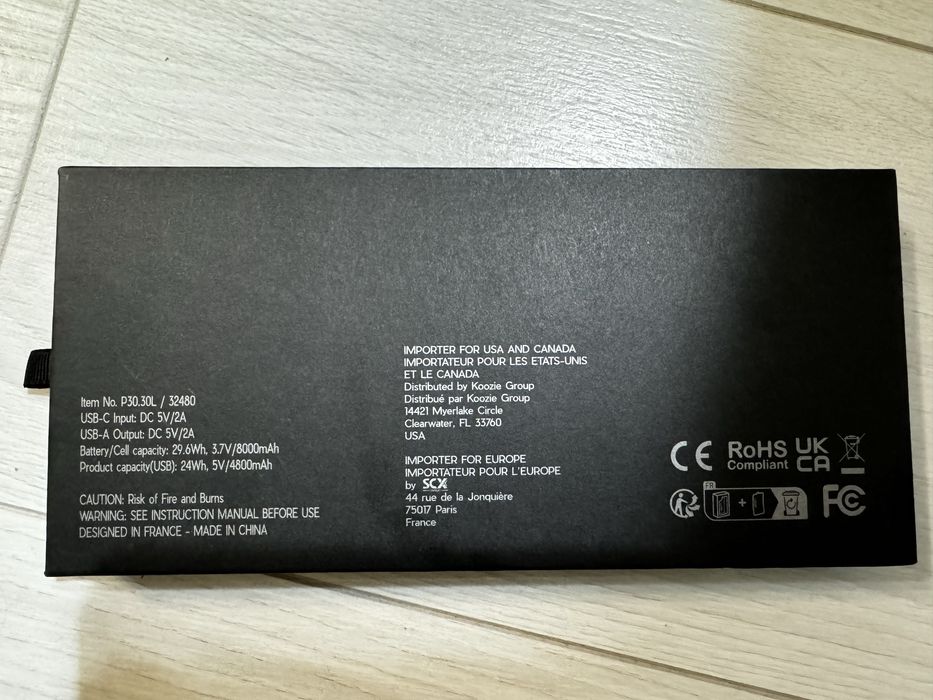 Item No. P30.30L / 32480
USB-C Input: DC 5V/2A
USB-A Output: DC 5V/2A
Battery/Cell capacity: 29.6Wh, 3.7V/8000mAh
Product capacity(USB): 24Wh, 5V/4800mAh
CAUTION: Risk of Fire and Burns
WARNING: SEE INSTRUCTION MANUAL BEFORE USE
DESIGNED IN FRANCE - MADE IN CHINA
IMPORTER FOR USA AND CANADA
IMPORTATEUR POUR LES ETATS-UNIS
ET LE CANADA
Distributed by Koozie Group
Distribué par Koozie Group
14421 Myerlake Circle
Clearwater, FL 33760
USA
IMPORTER FOR EUROPE
IMPORTATEUR POUR L'EUROPE
by SCX
44 rue de la Jonquière
75017 Paris
France
CE
RoHS
Compliant
UK
CA
FR
+
FC